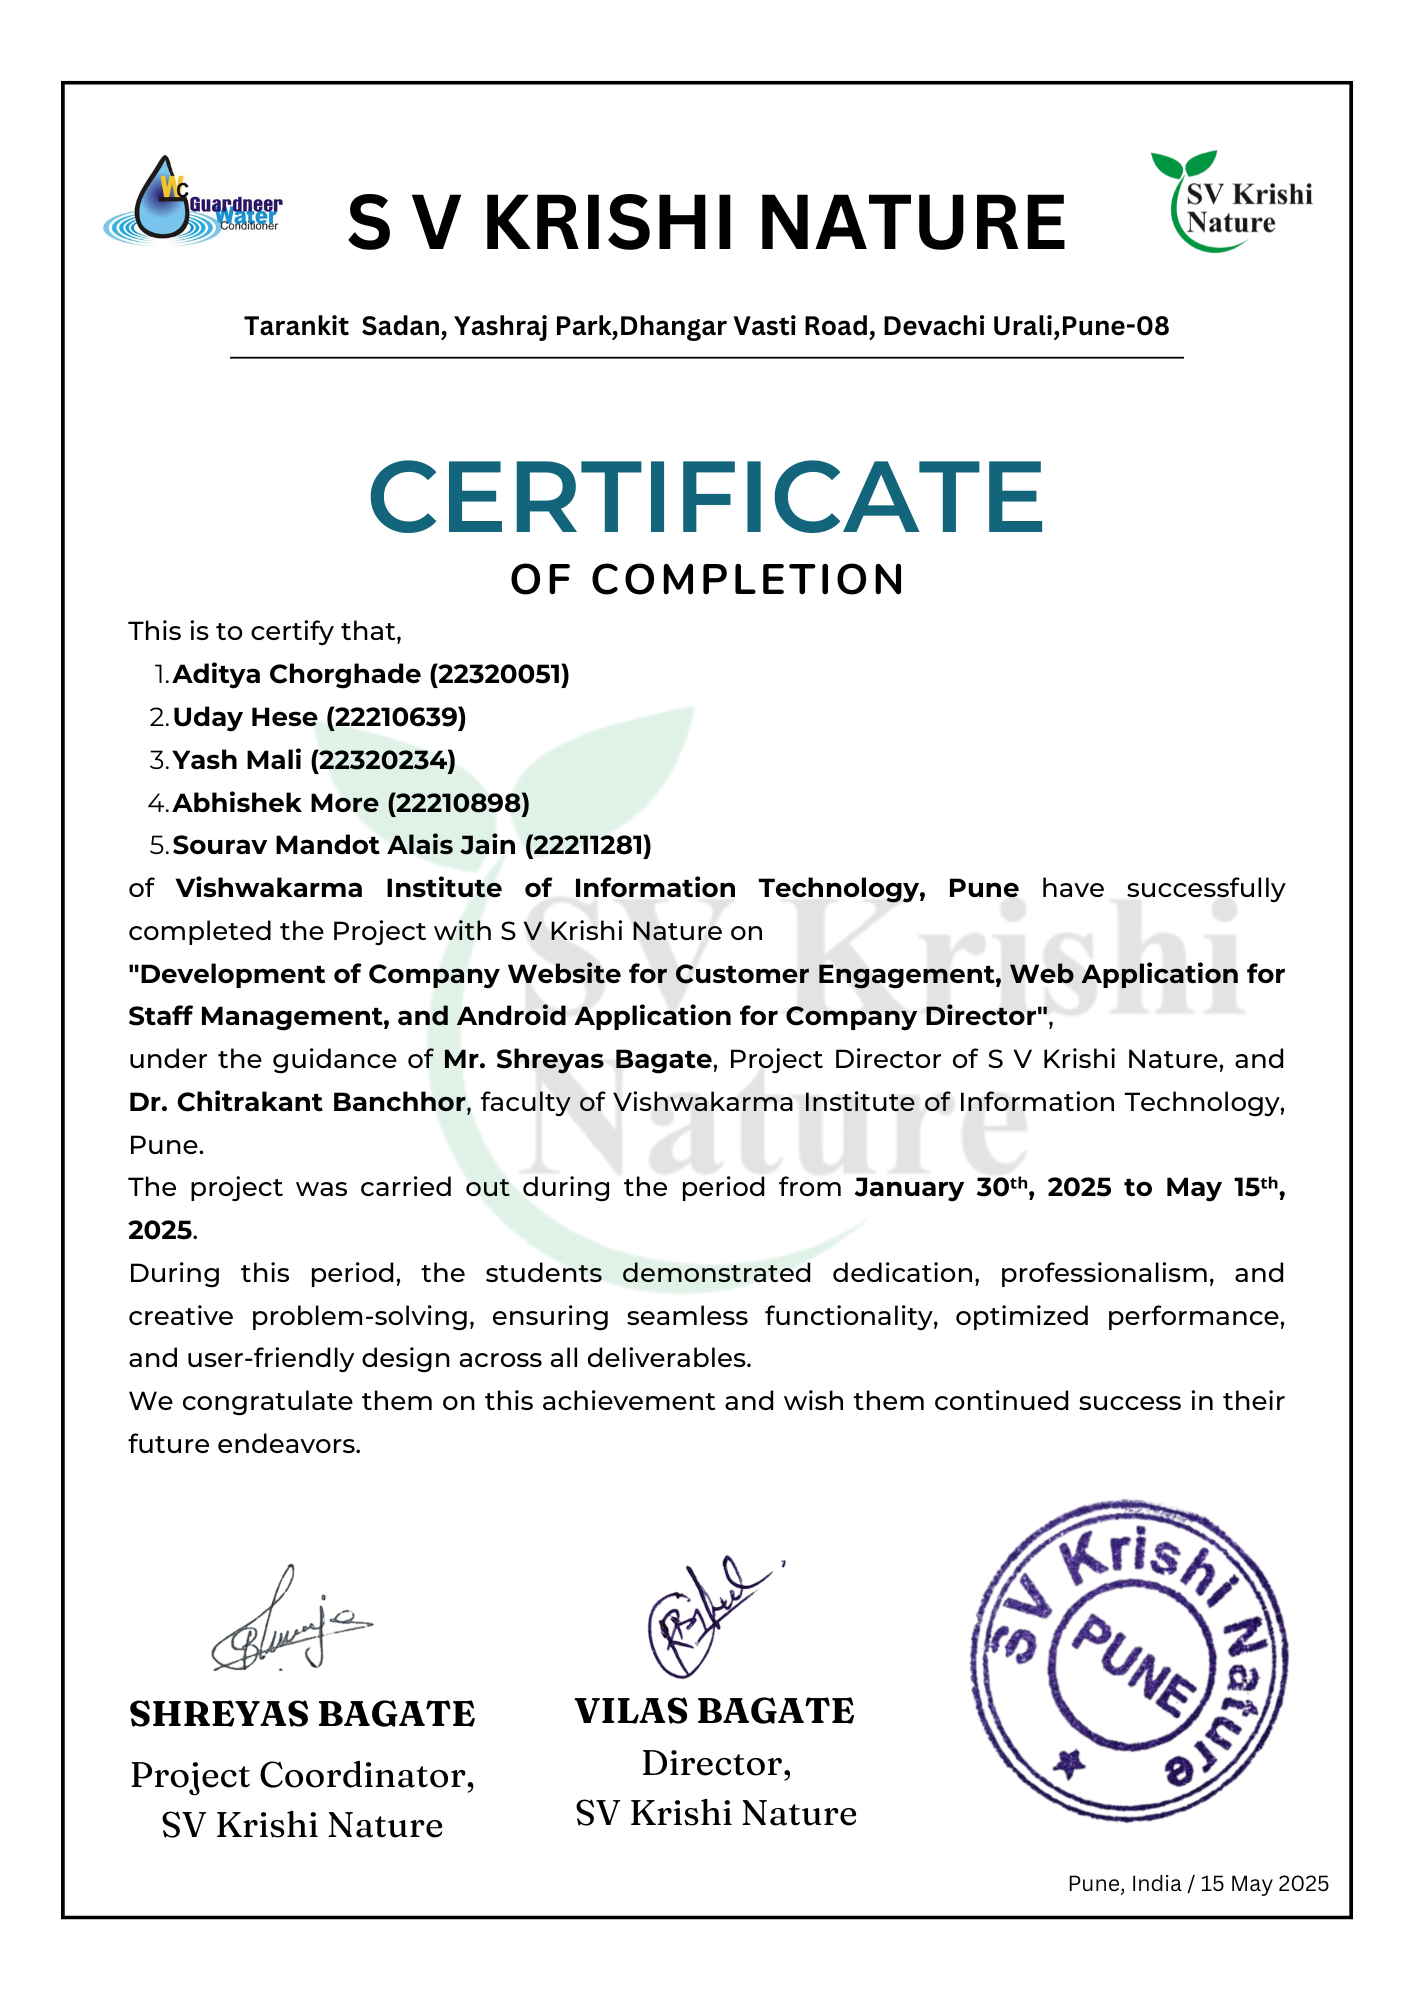 WC
Guardneer
Water
Conditioner
S V KRISHI NATURE
SV Krishi
Nature
Tarankit Sadan, Yashraj Park,Dhangar Vasti Road, Devachi Urali,Pune-08
CERTIFICATE
OF COMPLETION
This is to certify that,
1. Aditya Chorghade (22320051)
2. Uday Hese (22210639)
3. Yash Mali (22320234)
4. Abhishek More (22210898)
5. Sourav Mandot Alais Jain (22211281)
of Vishwakarma Institute of Information Technology, Pune have successfully
completed the Project with S V Krishi Nature on
"Development of Company Website for Customer Engagement, Web Application for
Staff Management, and Android Application for Company Director",
under the guidance of Mr. Shreyas Bagate, Project Director of S V Krishi Nature, and
Dr. Chitrakant Banchhor, faculty of Vishwakarma Institute of Information Technology,
Pune.
The project was carried out during the period from January 30th, 2025 to May 15th,
2025.
During this period, the students demonstrated dedication, professionalism, and
creative problem-solving, ensuring seamless functionality, optimized performance,
and user-friendly design across all deliverables.
We congratulate them on this achievement and wish them continued success in their
future endeavors.
SV Krishi
Nature
SHREYAS BAGATE
Project Coordinator,
SV Krishi Nature
VILAS BAGATE
Director,
SV Krishi Nature
SV Krishi Nature
PUNE
Pune, India / 15 May 2025